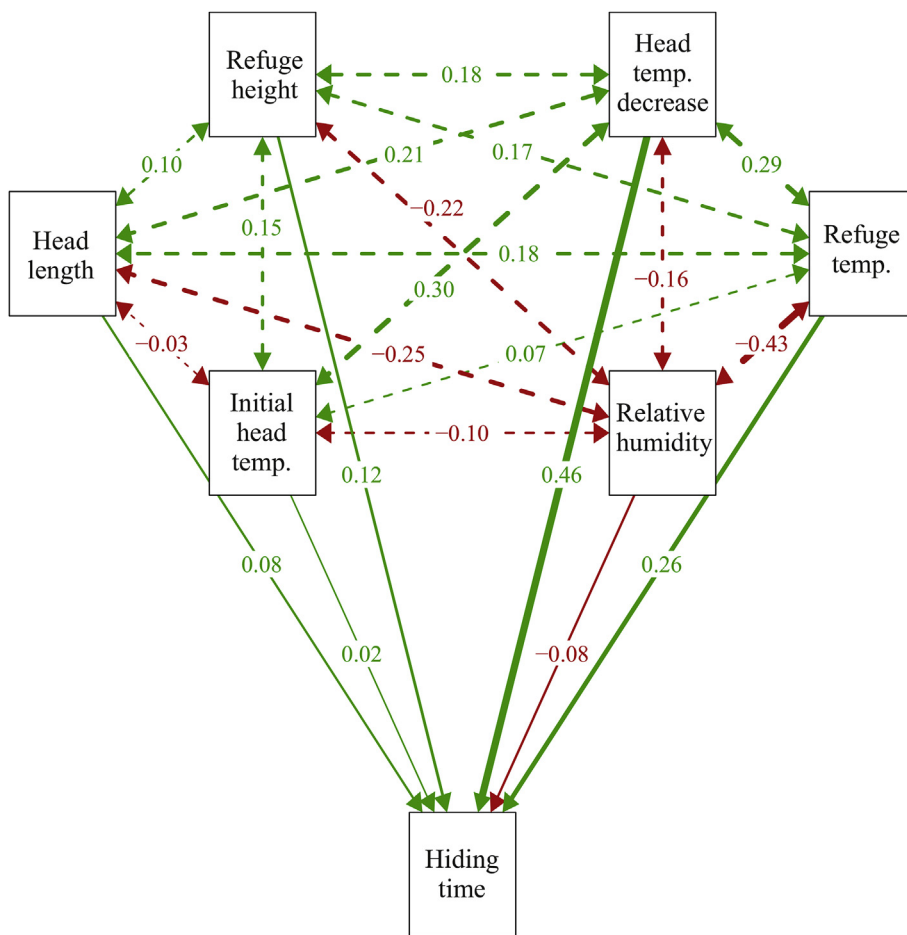 Refuge
height
Head
temp.
decrease
0.18
0.10
0.21
0.17
0.29
Head
length
0.15
−0.22
0.18
Refuge
temp.
0.30
−0.16
−0.03
−0.25
0.07
−0.43
Initial
head
temp.
−0.10
Relative
humidity
0.12
0.46
0.08
0.26
0.02
−0.08
Hiding
time